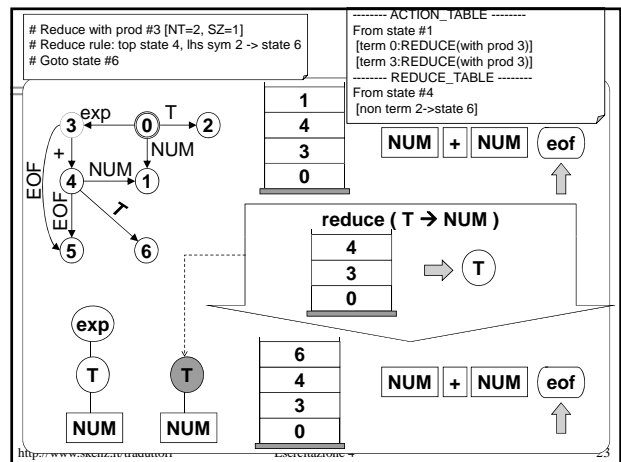 # Reduce with prod #3 [NT=2, SZ=1]
# Reduce rule: top state 4, lhs sym 2 -> state 6
# Goto state #6
-------- ACTION_TABLE --------
From state #1
[term 0:REDUCE(with prod 3)]
[term 3:REDUCE(with prod 3)]
-------- REDUCE_TABLE --------
From state #4
[non term 2->state 6]
3 exp 0 T 2
+ NUM
EOF 4 NUM 1
EOF T
5 6
1
4
3
0
NUM + NUM eof
reduce ( T → NUM )
4
3
0
T
exp
T
NUM
T
NUM
6
4
3
0
NUM + NUM eof
http://www.skenz.it/traduttori Esercitazione 4 23